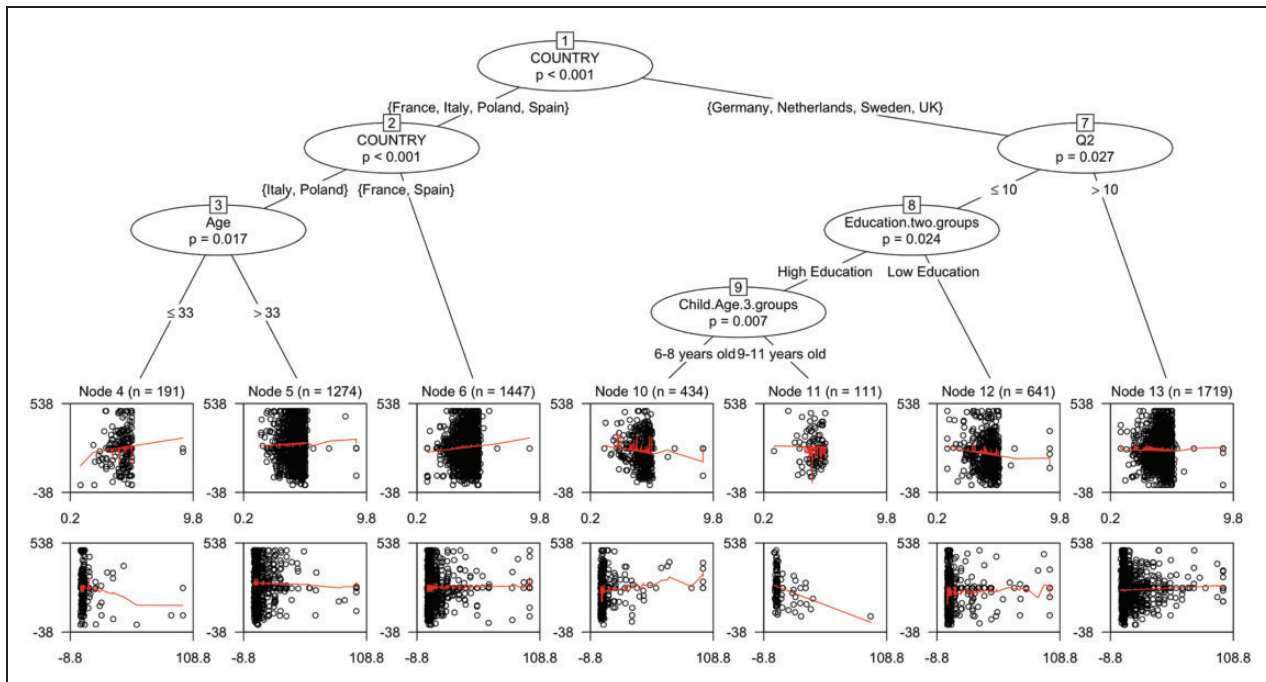 1
COUNTRY
p < 0.001
{France, Italy, Poland, Spain}
{Germany, Netherlands, Sweden, UK}
2
COUNTRY
p < 0.001
7
Q2
p = 0.027
{Italy, Poland}
{France, Spain}
≤ 10
> 10
3
Age
p = 0.017
8
Education.two.groups
p = 0.024
High Education
Low Education
9
Child.Age.3.groups
p = 0.007
≤ 33
> 33
6-8 years old
9-11 years old
Node 4 (n = 191)
Node 5 (n = 1274)
Node 6 (n = 1447)
Node 10 (n = 434)
Node 11 (n = 111)
Node 12 (n = 641)
Node 13 (n = 1719)
538 538 538 538 538 538 538
-38 -38 -38 -38 -38 -38 -38
0.2 9.8 0.2 9.8 0.2 9.8 0.2 9.8 0.2 9.8 0.2 9.8 0.2 9.8
538 538 538 538 538 538 538
-38 -38 -38 -38 -38 -38 -38
-8.8 108.8 -8.8 108.8 -8.8 108.8 -8.8 108.8 -8.8 108.8 -8.8 108.8 -8.8 108.8